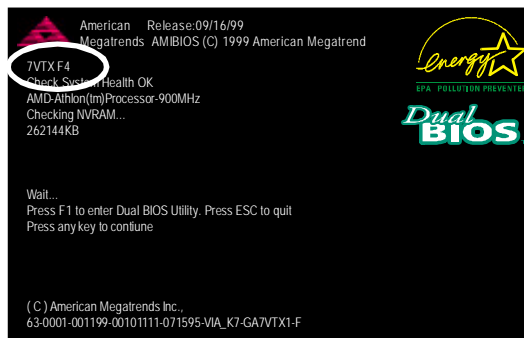 American Release:09/16/99
Megatrends AMIBIOS (C) 1999 American Megatrend
7VTX F4
Check System Health OK
AMD-Athlon(tm)Processor-900MHz
Checking NVRAM...
262144KB
energy
EPA POLLUTION PREVENTER
Dual
BIOS
Wait...
Press F1 to enter Dual BIOS Utility. Press ESC to quit
Press any key to contiune
( C ) American Megatrends Inc.,
63-0001-001199-00101111-071595-VIA_K7-GA7VTX1-F